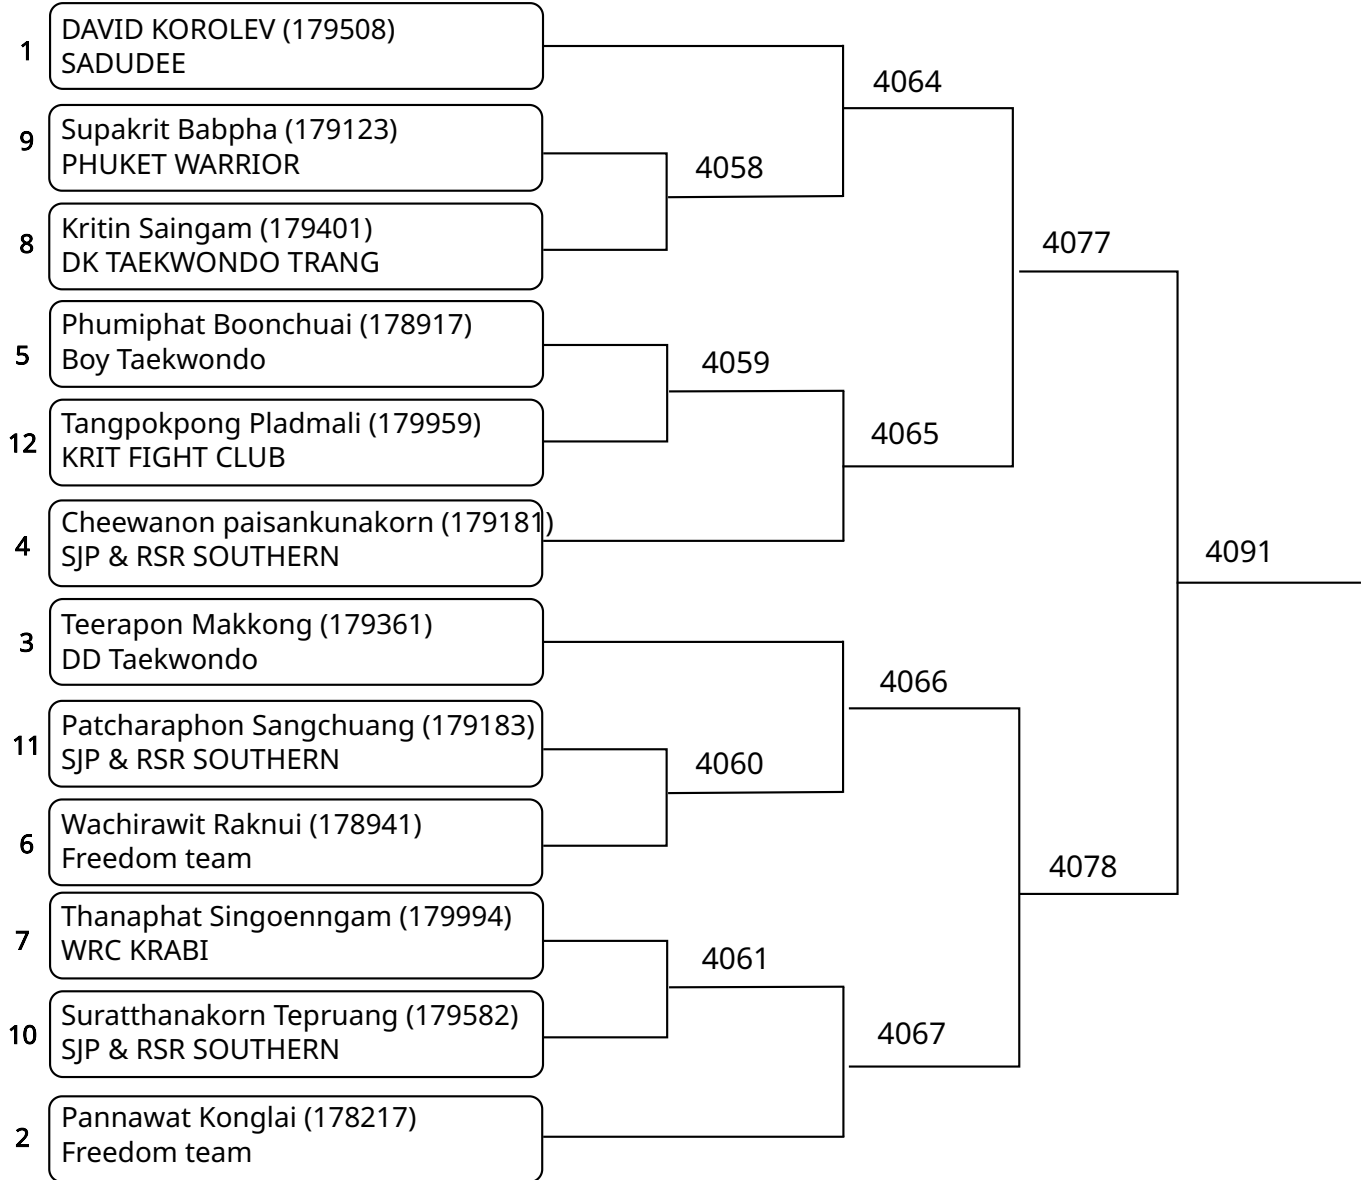 1
DAVID KOROLEV (179508)
SADUDEE
9
Supakrit Babpha (179123)
PHUKET WARRIOR
8
Kritin Saingam (179401)
DK TAEKWONDO TRANG
5
Phumiphat Boonchuai (178917)
Boy Taekwondo
12
Tangpokpong Pladmali (179959)
KRIT FIGHT CLUB
4
Cheewanon paisankunakorn (179181)
SJP & RSR SOUTHERN
3
Teerapon Makkong (179361)
DD Taekwondo
11
Patcharaphon Sangchuang (179183)
SJP & RSR SOUTHERN
6
Wachirawit Raknui (178941)
Freedom team
7
Thanaphat Singoenngam (179994)
WRC KRABI
10
Suratthanakorn Tepruang (179582)
SJP & RSR SOUTHERN
2
Pannawat Konglai (178217)
Freedom team
4058
4059
4060
4061
4064
4065
4066
4067
4077
4078
4091